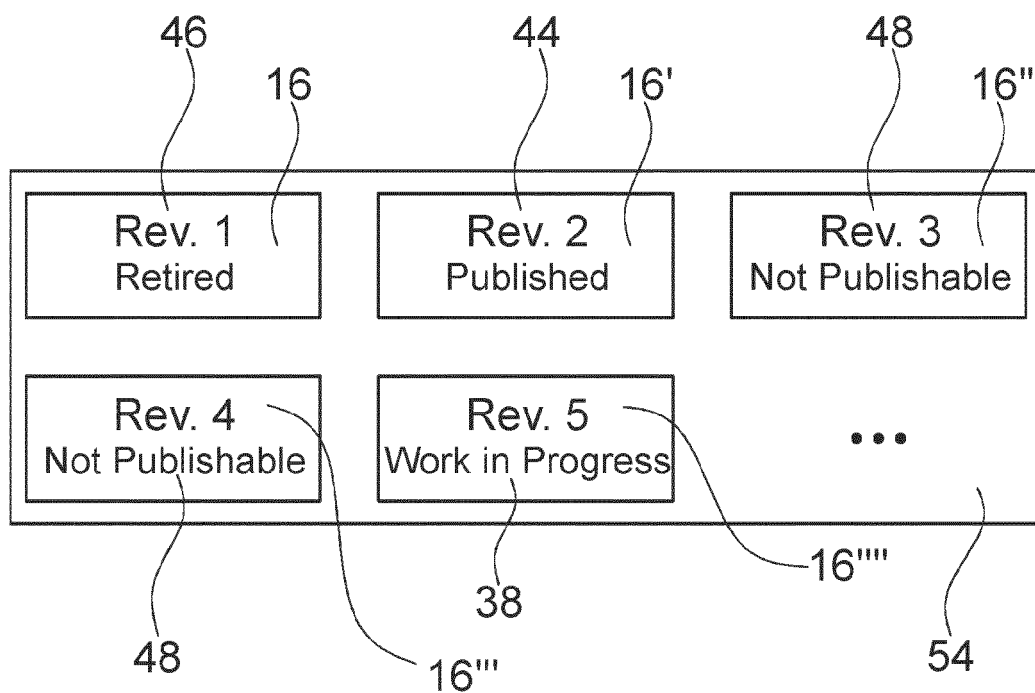 46
44
48
16
16'
16"
Rev. 1
Retired
Rev. 2
Published
Rev. 3
Not Publishable
Rev. 4
Not Publishable
Rev. 5
Work in Progress
...
16""
38
48
16'"
54